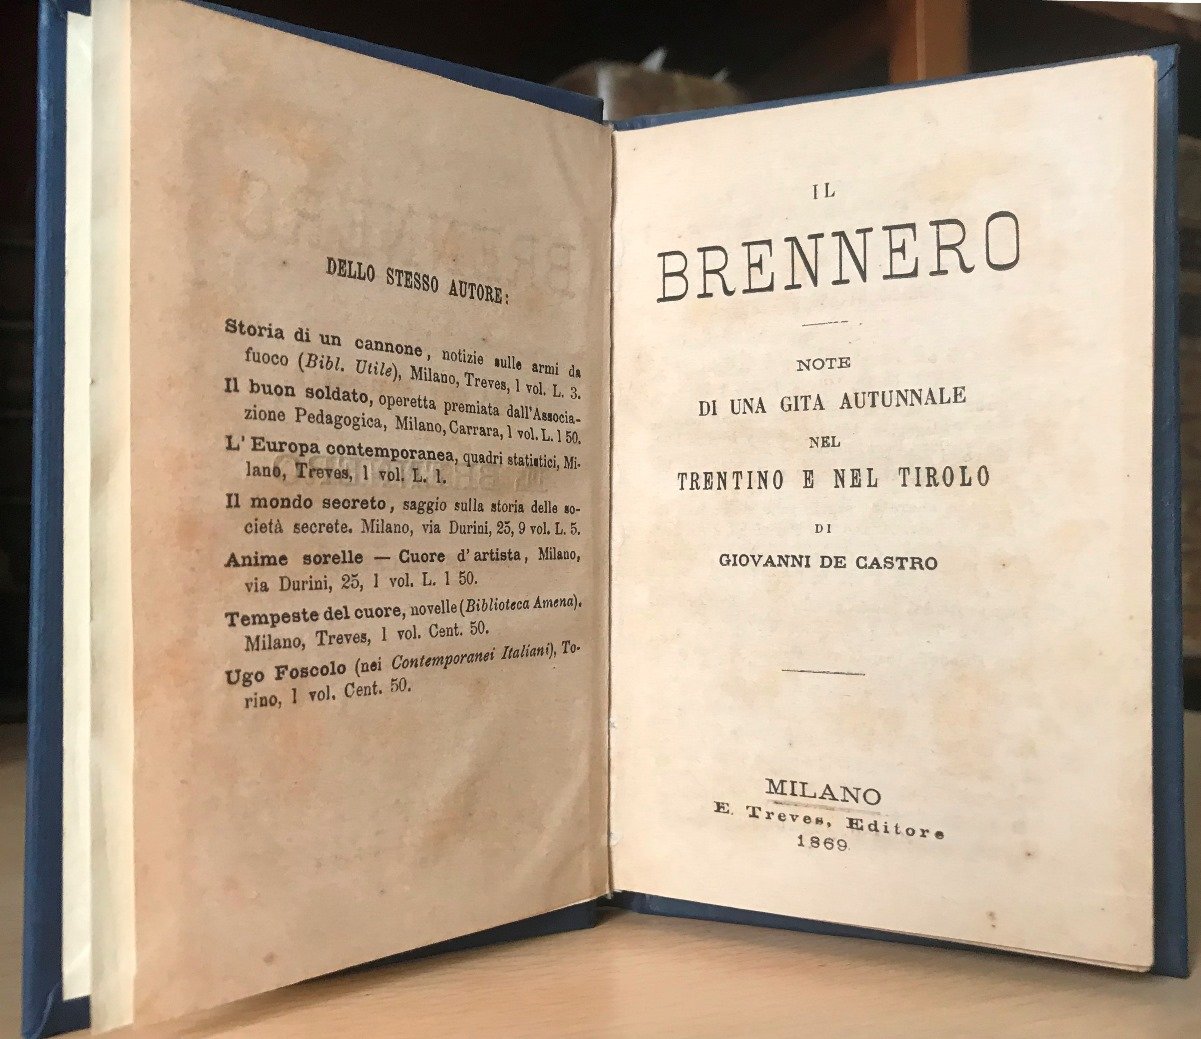 DELLO STESSO AUTORE:
Storia di un cannone, notizie sulle armi da
fuoco (Bibl. Utile), Milano, Treves, 1 vol. L. 3.
Il buon soldato, operetta premiata dall'Associa-
zione Pedagogica, Milano, Carrara, 1 vol. L. 1 50.
L'Europa contemporanea, quadri statistici, Mi-
lano, Treves, 1 vol. L. 1.
Il mondo secreto, saggio sulla storia delle so-
cietà secrete. Milano, via Durini, 25, 9 vol. L. 5.
Anime sorelle — Cuore d'artista, Milano,
via Durini, 25, 1 vol. L. 1 50.
Tempeste del cuore, novelle (Biblioteca Amena).
Milano, Treves, 1 vol. Cent. 50.
Ugo Foscolo (nei Contemporanei Italiani), To-
rino, 1 vol. Cent. 50.
IL
BRENNERO
NOTE
DI UNA GITA AUTUNNALE
NEL
TRENTINO E NEL TIROLO
DI
GIOVANNI DE CASTRO
MILANO
E. Treves, Editore
1869.